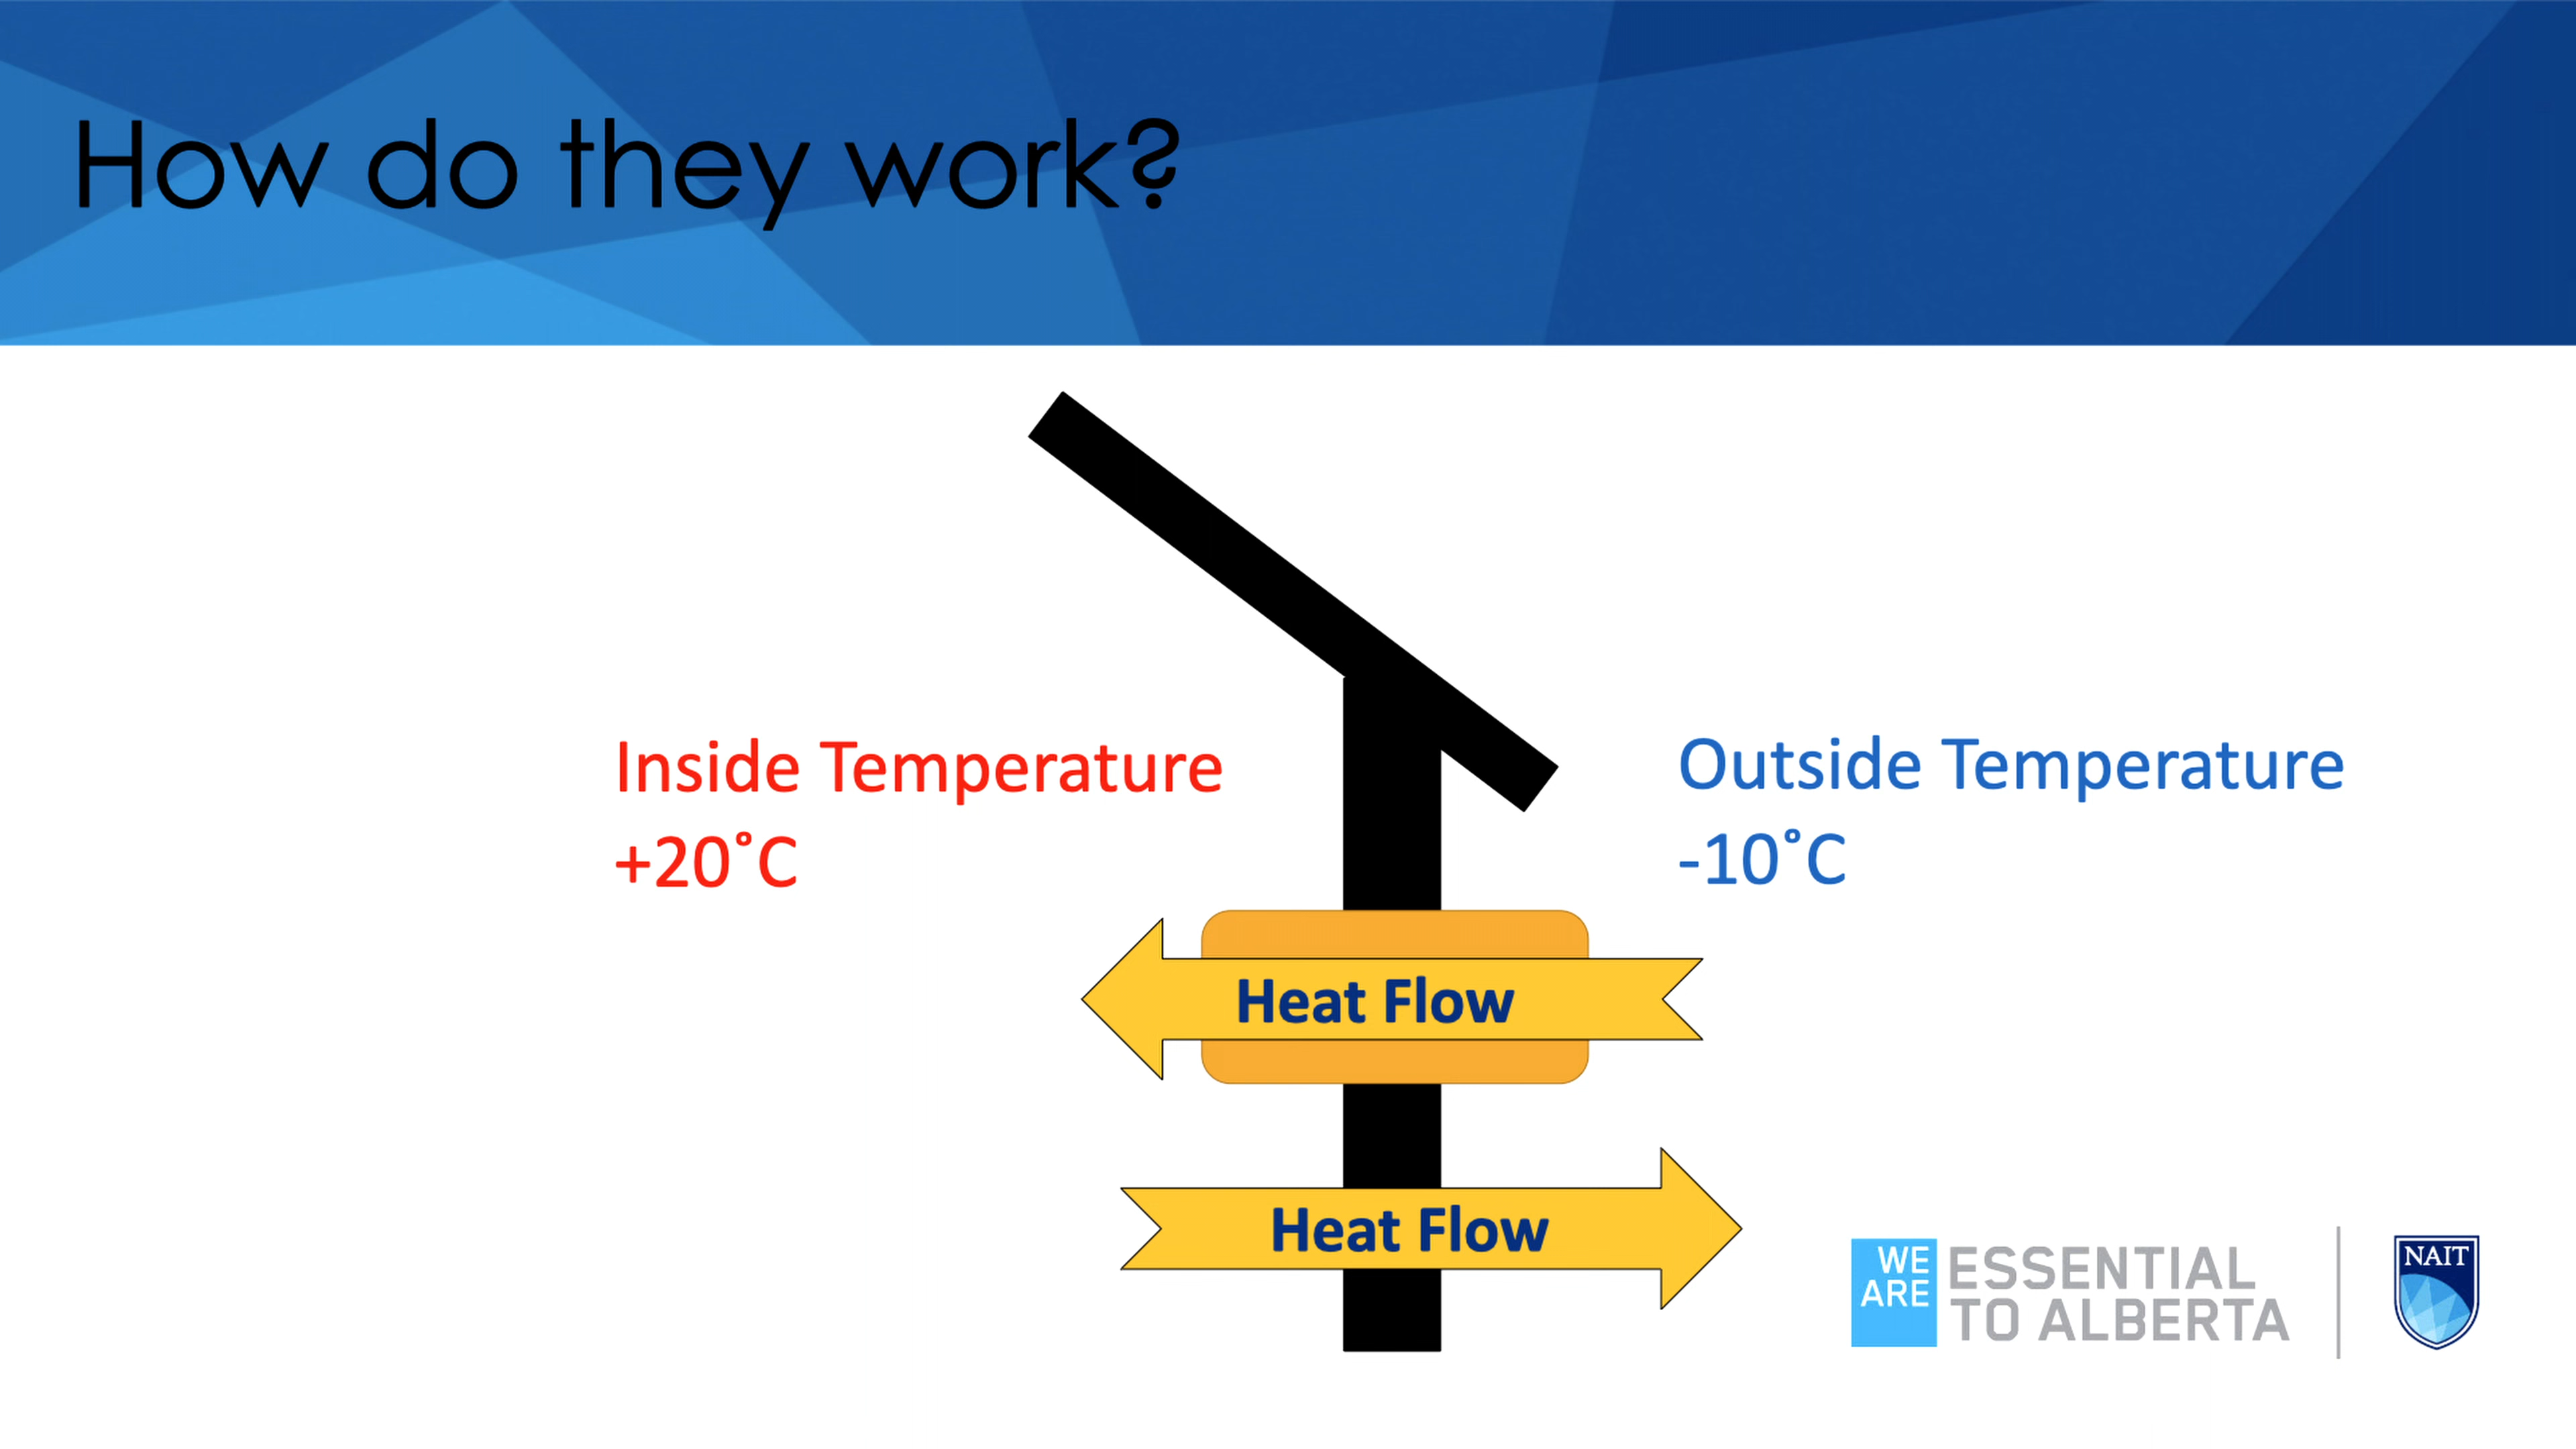 How do they work?
Inside Temperature
+20˚C
Outside Temperature
-10˚C
Heat Flow
Heat Flow
WE
ARE
ESSENTIAL
TO ALBERTA
NAIT